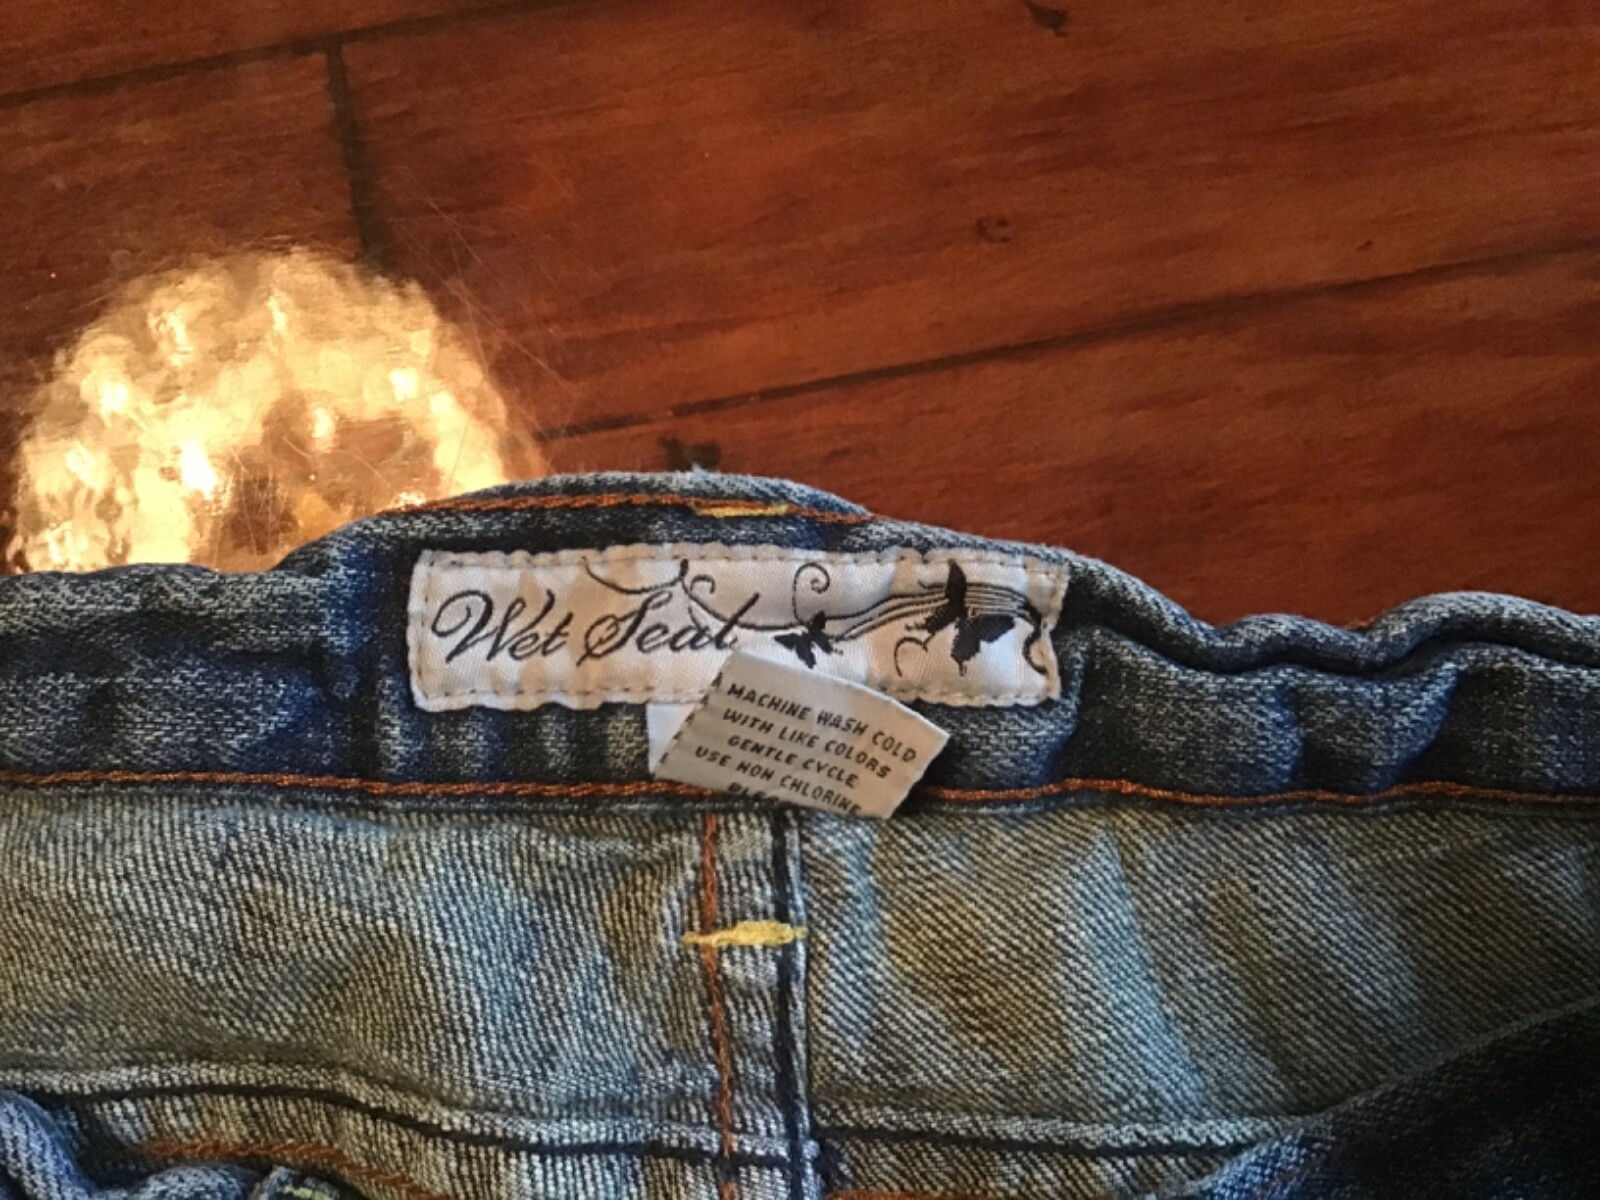 Wet Seal
MACHINE WASH COLD
WITH LIKE COLORS
GENTLE CYCLE
USE NON CHLORINE